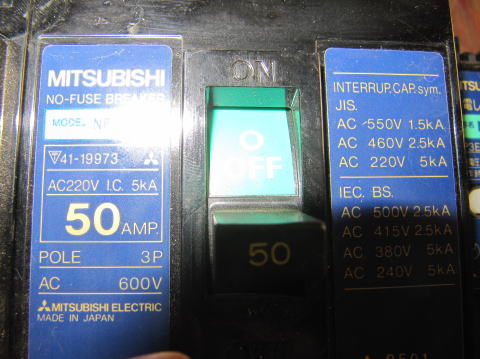 MITSUBISHI
NO-FUSE BREAKER
MODEL NF
▽41-19973
AC220V I.C. 5kA
50 AMP.
POLE 3P
AC 600V
MITSUBISHI ELECTRIC
MADE IN JAPAN
ON
O
OFF
50
INTERRUP.CAP.sym.
JIS.
AC 550V 1.5kA
AC 460V 2.5kA
AC 220V 5kA
IEC. BS.
AC 500V 2.5kA
AC 415V 2.5kA
AC 380V 5kA
AC 240V 5kA